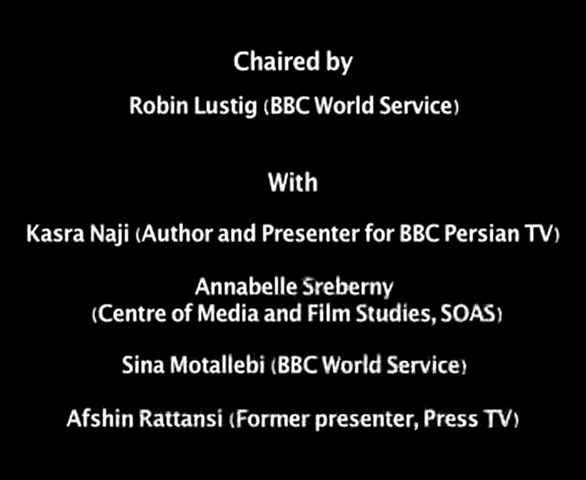 Chaired by
Robin Lustig (BBC World Service)
With
Kasra Naji (Author and Presenter for BBC Persian TV)
Annabelle Sreberny
(Centre of Media and Film Studies, SOAS)
Sina Motallebi (BBC World Service)
Afshin Rattansi (Former presenter, Press TV)